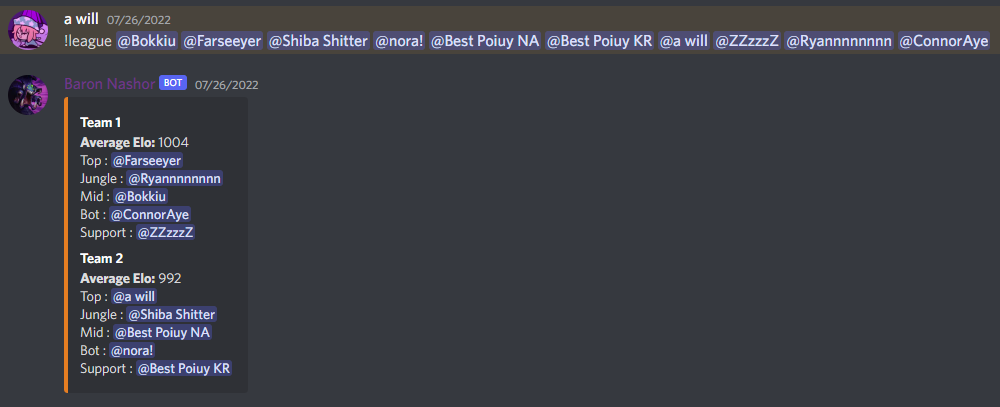 a will 07/26/2022
!league @Bokkiu @Farseeyer @Shiba Shitter @nora! @Best Poiuy NA @Best Poiuy KR @a will @ZZzzzZ @Ryannnnnnnn @ConnorAye
Baron Nashor BOT 07/26/2022
Team 1
Average Elo: 1004
Top : @Farseeyer
Jungle : @Ryannnnnnnn
Mid : @Bokkiu
Bot : @ConnorAye
Support : @ZZzzzZ
Team 2
Average Elo: 992
Top : @a will
Jungle : @Shiba Shitter
Mid : @Best Poiuy NA
Bot : @nora!
Support : @Best Poiuy KR